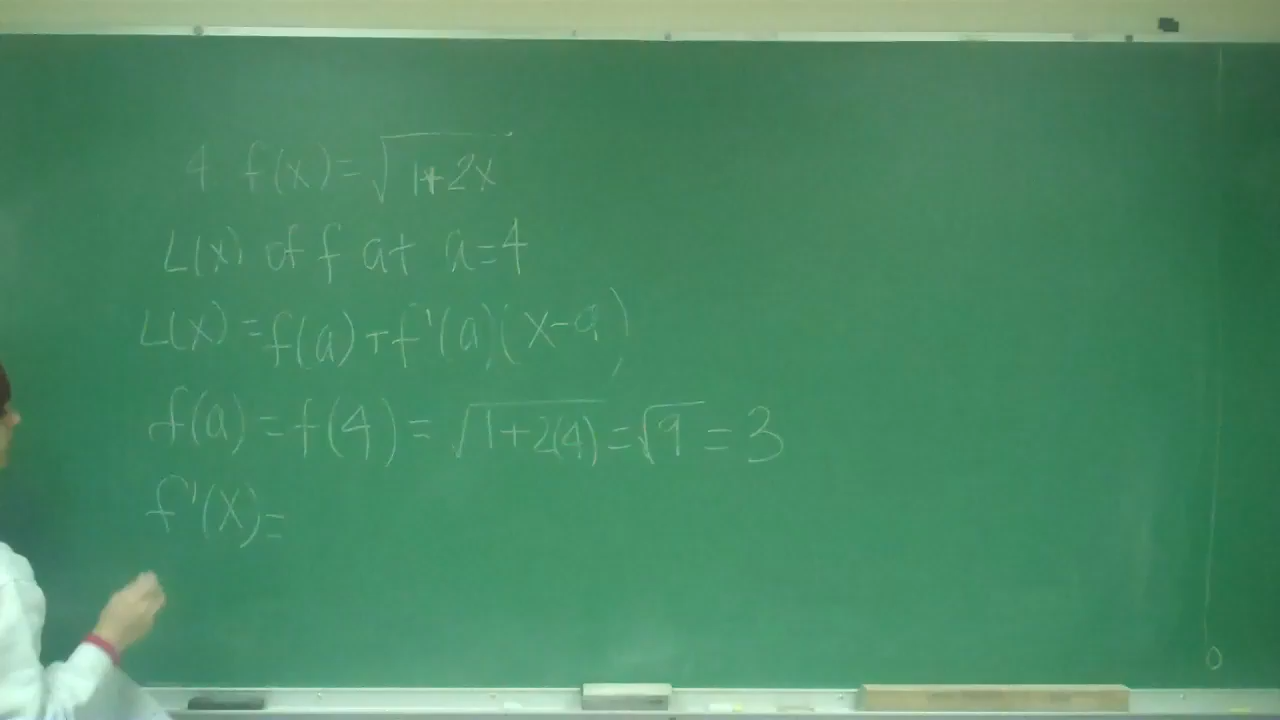 4 f(x)=√1+2x
L(x) of f at a=4
L(x)=f(a)+f'(a)(x-a)
f(a)=f(4)=√1+2(4)=√9=3
f'(x)=